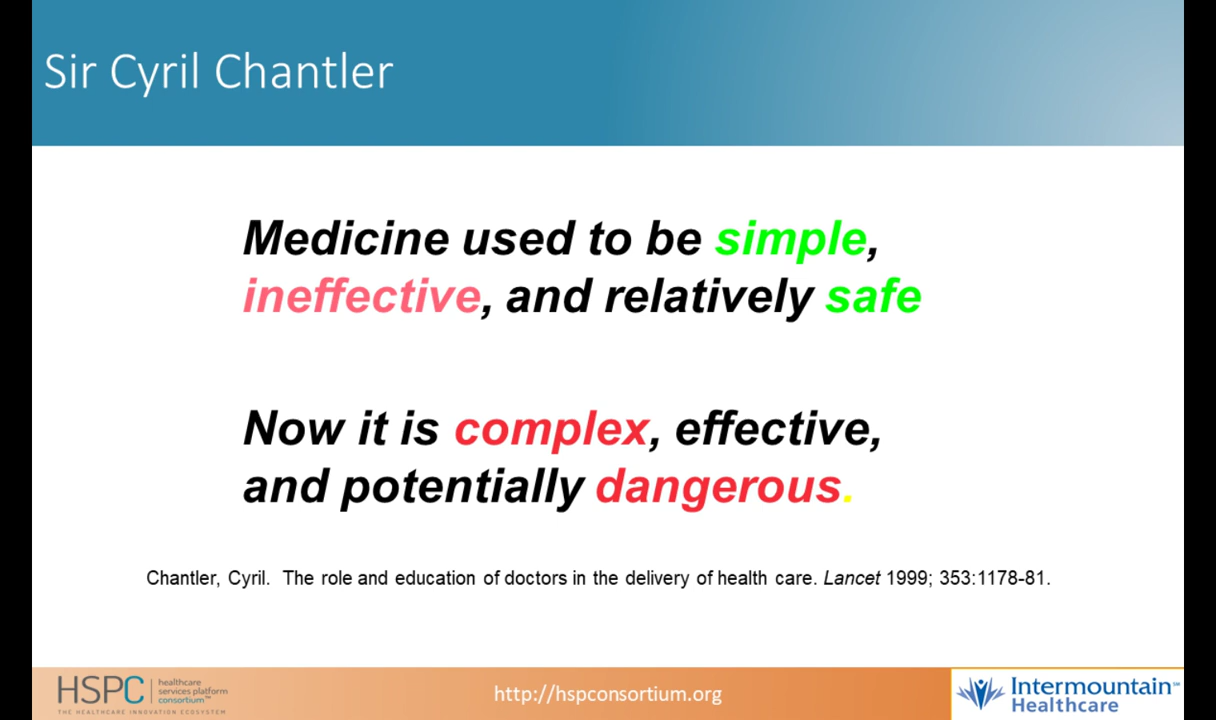 Sir Cyril Chantler
Medicine used to be simple,
ineffective, and relatively safe
Now it is complex, effective,
and potentially dangerous.
Chantler, Cyril. The role and education of doctors in the delivery of health care. Lancet 1999; 353:1178-81.
HSPC
healthcare
services platform
consortium™
THE HEALTHCARE INNOVATION ECOSYSTEM
http://hspconsortium.org
Intermountain℠
Healthcare